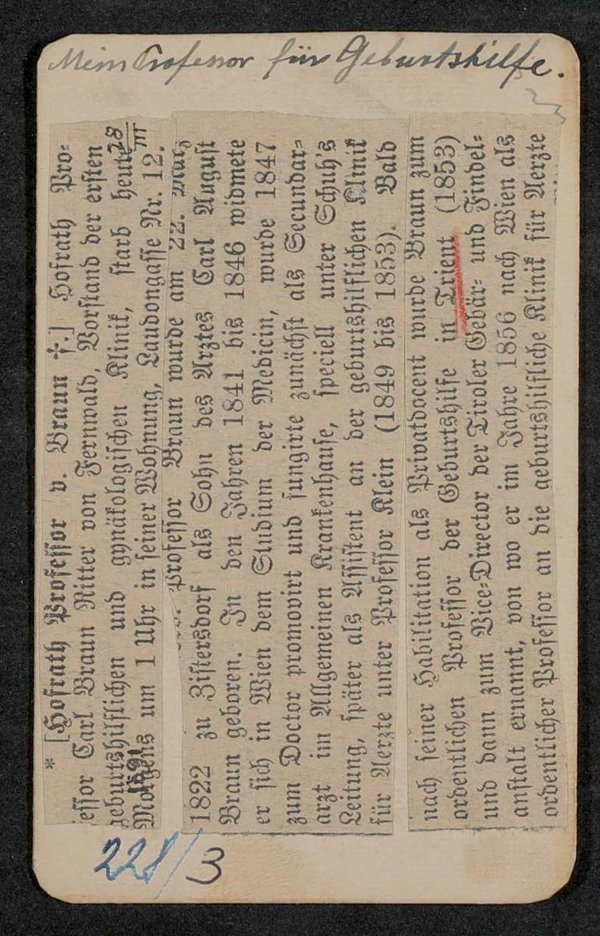 Mein Professor für Geburtshilfe.
* [Hofrath Professor v. Braun †.] Hofrath Pro⸗
fessor Carl Braun Ritter von Fernwald, Vorstand der ersten
geburtshilflichen und gynäkologischen Klinik, starb heute 28/III
Morgens um 1 Uhr in seiner Wohnung, Laudongasse Nr. 12.
1891
Professor Braun wurde am 22. März
1822 zu Zistersdorf als Sohn des Arztes Carl August
Braun geboren. In den Jahren 1841 bis 1846 widmete
er sich in Wien dem Studium der Medicin, wurde 1847
zum Doctor promovirt und fungirte zunächst als Secundar⸗
arzt im Allgemeinen Krankenhause, speciell unter Schuh's
Leitung, später als Assistent an der geburtshilflichen Klinik
für Aerzte unter Professor Klein (1849 bis 1853). Bald
nach seiner Habilitation als Privatdocent wurde Braun zum
ordentlichen Professor der Geburtshilfe in Trient (1853)
und dann zum Vice⸗Director der Tiroler Gebär⸗ und Findel⸗
anstalt ernannt, von wo er im Jahre 1856 nach Wien als
ordentlicher Professor an die geburtshilfliche Klinik für Aerzte
228/3